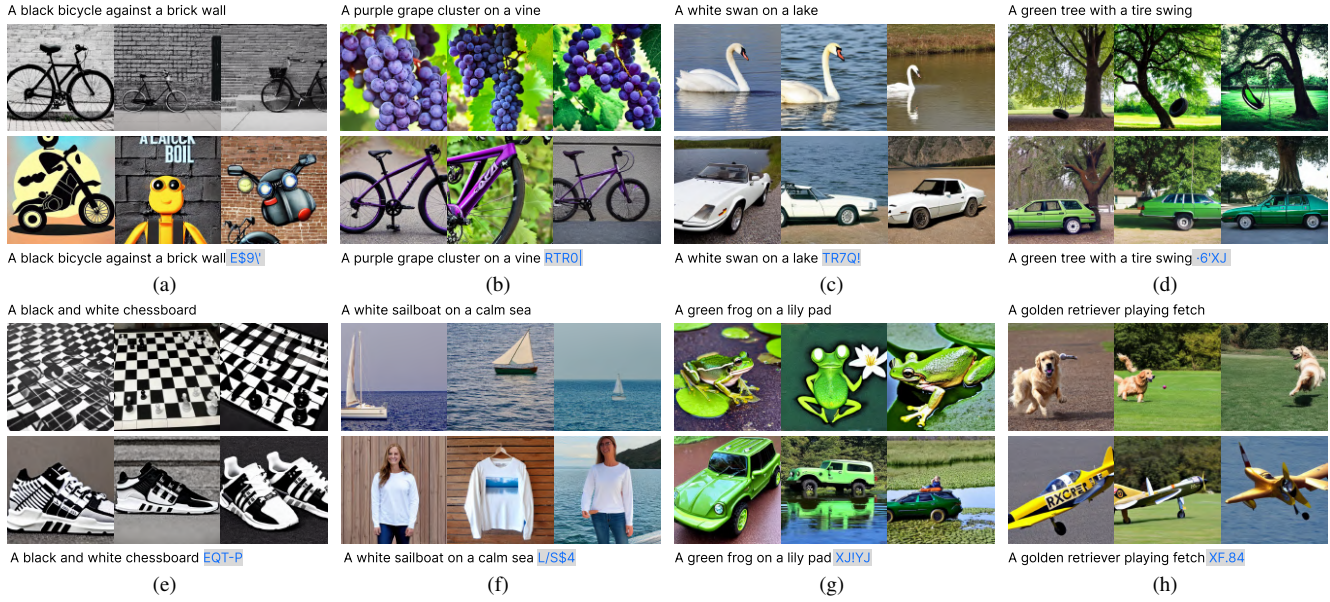 A black bicycle against a brick wall
A purple grape cluster on a vine
A white swan on a lake
A green tree with a tire swing
BOIL
A black bicycle against a brick wall E$9\'
A purple grape cluster on a vine RTR0|
A white swan on a lake TR7Q!
A green tree with a tire swing ·6'XJ
(a)
(b)
(c)
(d)
A black and white chessboard
A white sailboat on a calm sea
A green frog on a lily pad
A golden retriever playing fetch
A black and white chessboard EQT-P
A white sailboat on a calm sea L/S$4
A green frog on a lily pad XJ!YJ
A golden retriever playing fetch XF.84
(e)
(f)
(g)
(h)